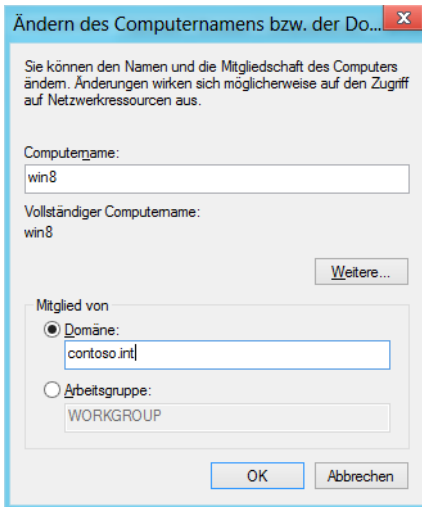 Ändern des Computernamens bzw. der Do...
Sie können den Namen und die Mitgliedschaft des Computers
ändern. Änderungen wirken sich möglicherweise auf den Zugriff
auf Netzwerkressourcen aus.
Computername:
win8
Vollständiger Computername:
win8
Weitere...
Mitglied von
Domäne:
contoso.int
Arbeitsgruppe:
WORKGROUP
OK Abbrechen